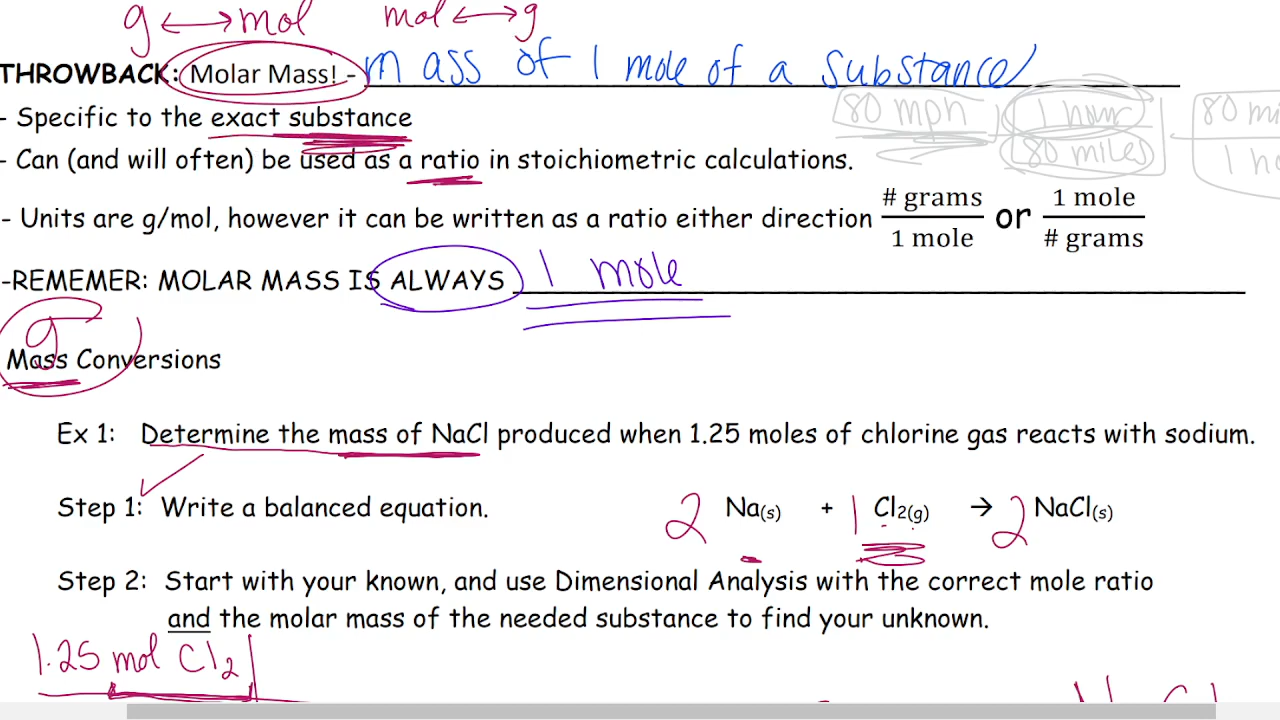 g ←→ mol mol ←→ g
THROWBACK: Molar Mass! - mass of 1 mole of a substance
80 mph 1 hour 80 mi
80 miles 1 ho
- Specific to the exact substance
- Can (and will often) be used as a ratio in stoichiometric calculations.
- Units are g/mol, however it can be written as a ratio either direction # grams / 1 mole or 1 mole / # grams
-REMEMER: MOLAR MASS IS ALWAYS 1 mole
g
Mass Conversions
Ex 1: Determine the mass of NaCl produced when 1.25 moles of chlorine gas reacts with sodium.
Step 1: Write a balanced equation. 2 Na(s) + 1 Cl2(g) → 2 NaCl(s)
Step 2: Start with your known, and use Dimensional Analysis with the correct mole ratio
and the molar mass of the needed substance to find your unknown.
1.25 mol Cl2